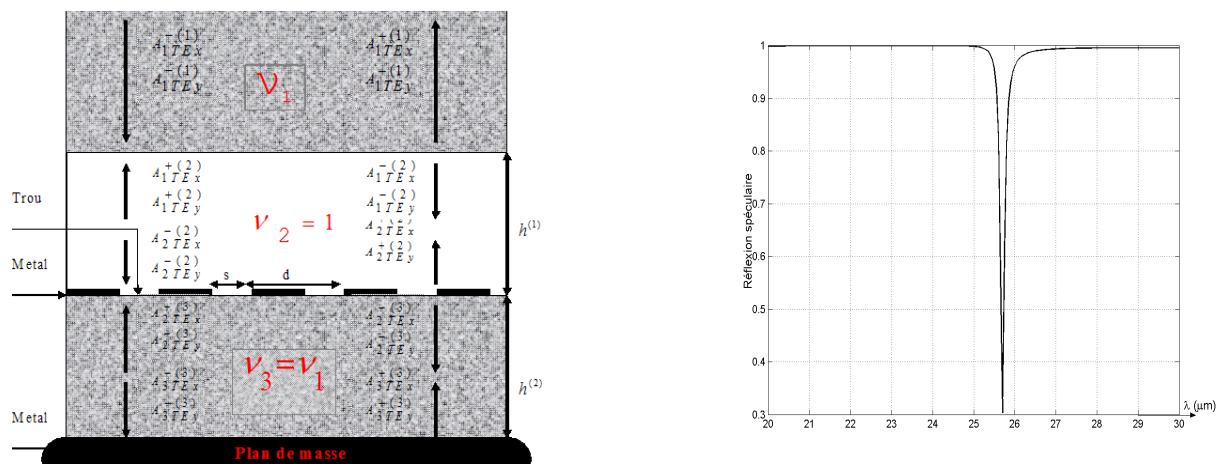 A₁TEx⁻⁽¹⁾
A₁TEy⁻⁽¹⁾
A₁TEx⁺⁽¹⁾
A₁TEy⁺⁽¹⁾
ν₁
Trou
Metal
A₁TEx⁺⁽²⁾
A₁TEy⁺⁽²⁾
A₂TEx⁻⁽²⁾
A₂TEy⁻⁽²⁾
ν₂ = 1
A₁TEx⁻⁽²⁾
A₁TEy⁻⁽²⁾
A₂TEy⁺⁽²⁾
h⁽¹⁾
s
d
A₂TEx⁺⁽³⁾
A₂TEy⁺⁽³⁾
A₃TEx⁻⁽³⁾
ν₃=ν₁
A₂TEx⁻⁽³⁾
A₂TEy⁻⁽³⁾
A₃TEx⁺⁽³⁾
A₃TEy⁺⁽³⁾
h⁽²⁾
Metal
Plan de masse
Réflexion spéculaire
1
0.9
0.8
0.7
0.6
0.5
0.4
0.3
20 21 22 23 24 25 26 27 28 29 30
λ (μm)